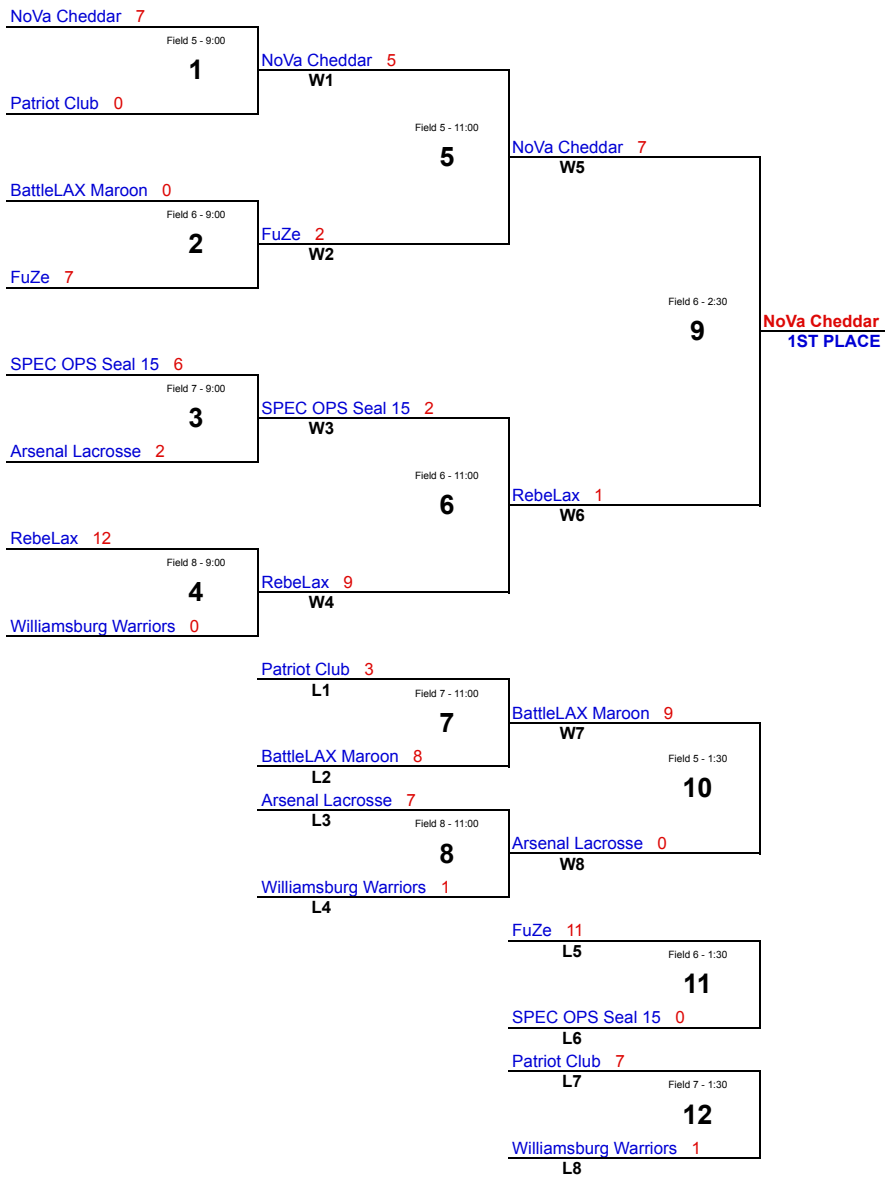 NoVa Cheddar 7
Field 5 - 9:00
1
NoVa Cheddar 5
W1
Patriot Club 0
Field 5 - 11:00
5
NoVa Cheddar 7
W5
BattleLAX Maroon 0
Field 6 - 9:00
2
FuZe 2
W2
FuZe 7
Field 6 - 2:30
9
NoVa Cheddar
1ST PLACE
SPEC OPS Seal 15 6
Field 7 - 9:00
3
SPEC OPS Seal 15 2
W3
Arsenal Lacrosse 2
Field 6 - 11:00
6
RebeLax 1
W6
RebeLax 12
Field 8 - 9:00
4
RebeLax 9
W4
Williamsburg Warriors 0
Patriot Club 3
L1
Field 7 - 11:00
7
BattleLAX Maroon 9
W7
BattleLAX Maroon 8
L2
Field 5 - 1:30
10
Arsenal Lacrosse 7
L3
Field 8 - 11:00
8
Arsenal Lacrosse 0
W8
Williamsburg Warriors 1
L4
FuZe 11
L5
Field 6 - 1:30
11
SPEC OPS Seal 15 0
L6
Patriot Club 7
L7
Field 7 - 1:30
12
Williamsburg Warriors 1
L8